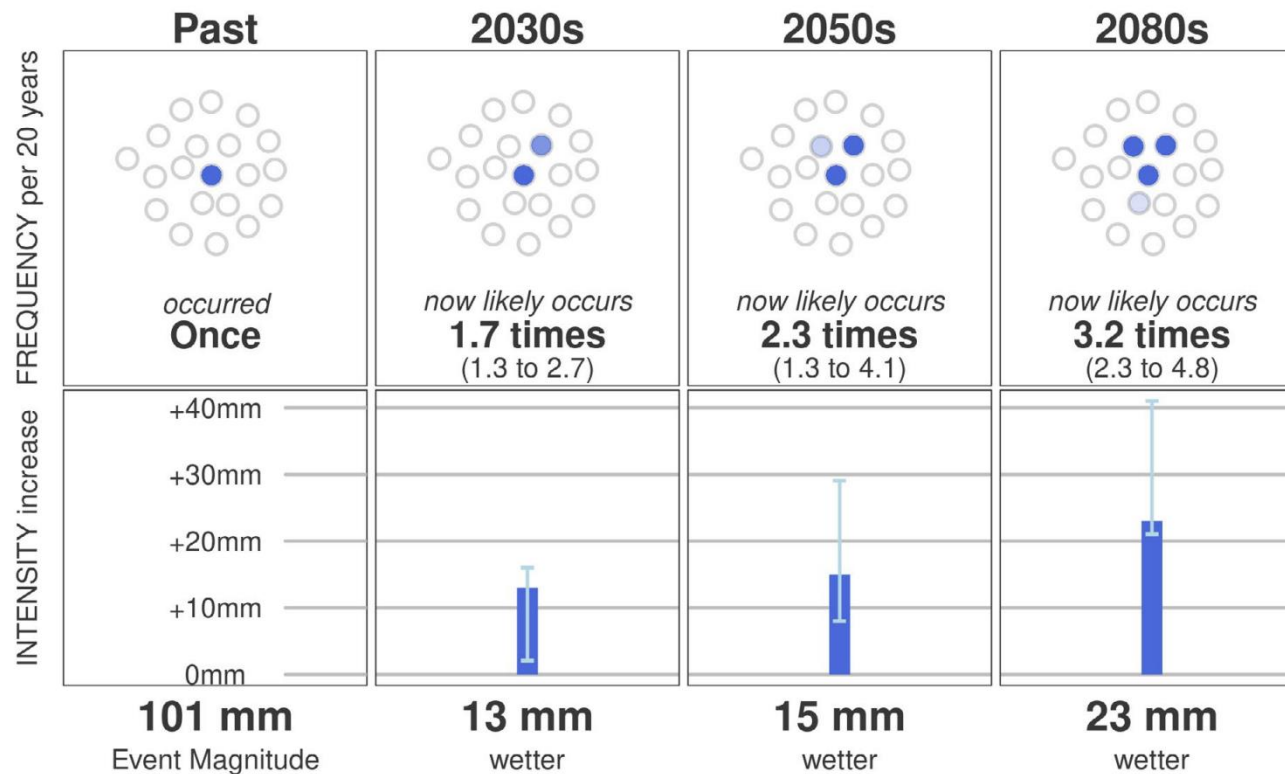 Past
2030s
2050s
2080s
FREQUENCY per 20 years
occurred
Once
now likely occurs
1.7 times
(1.3 to 2.7)
now likely occurs
2.3 times
(1.3 to 4.1)
now likely occurs
3.2 times
(2.3 to 4.8)
INTENSITY increase
+40mm
+30mm
+20mm
+10mm
0mm
101 mm
Event Magnitude
13 mm
wetter
15 mm
wetter
23 mm
wetter